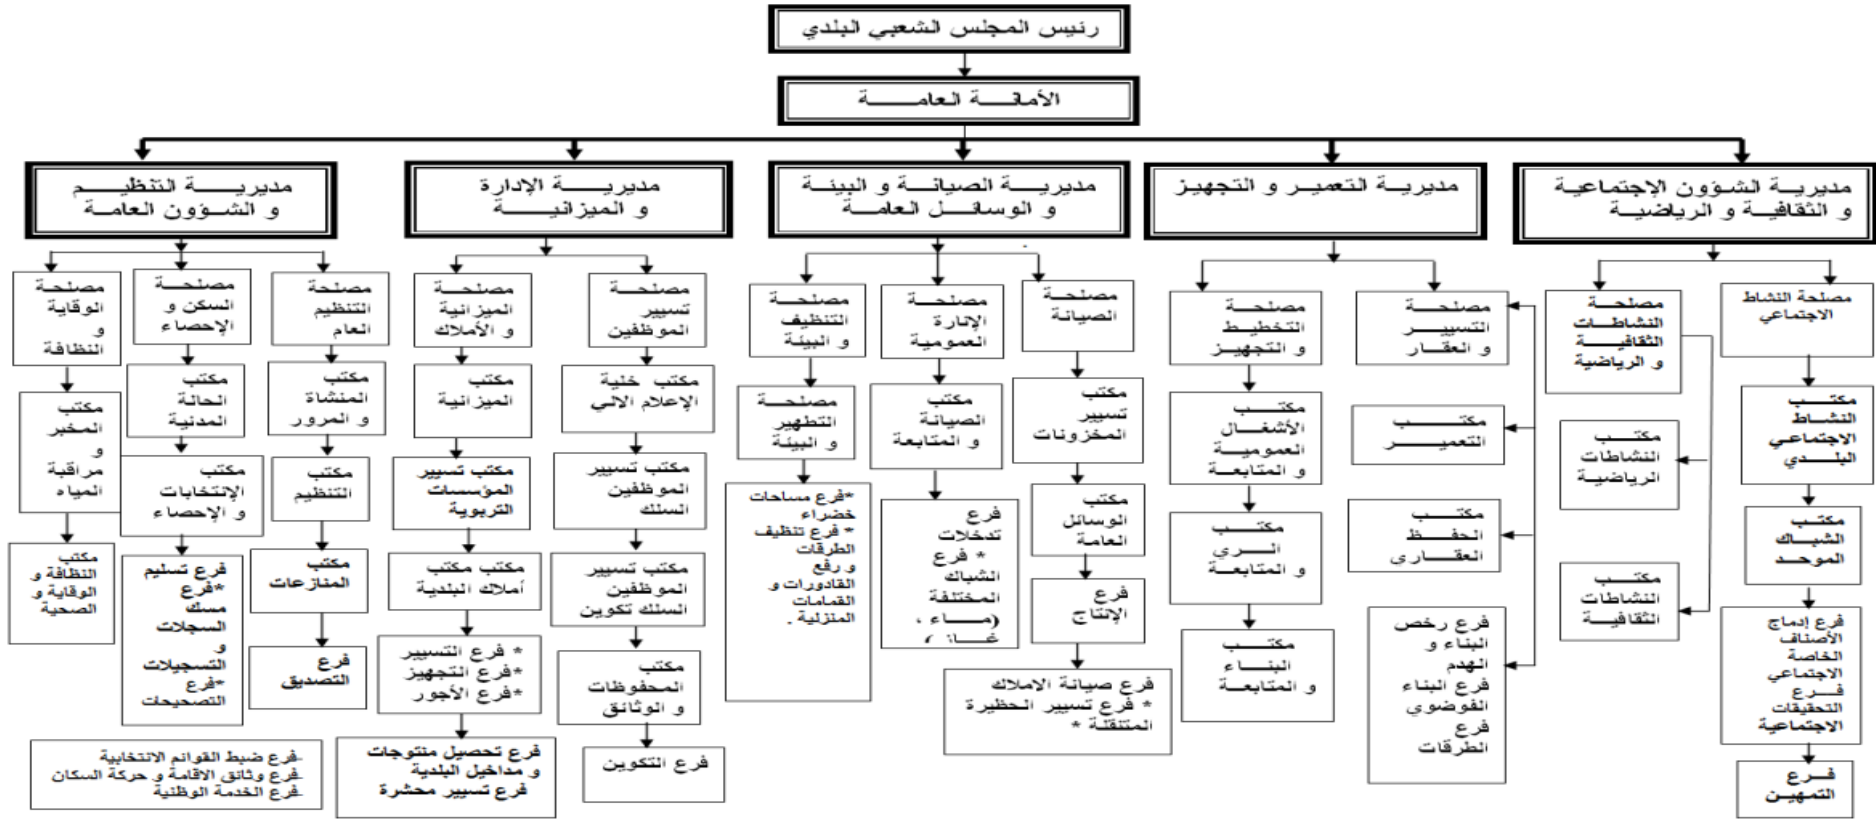 رئيس المجلس الشعبي البلدي
الأمانة العامة
مديرية الشؤون الاجتماعية
و الثقافية و الرياضية
مديرية التعمير و التجهيز
مديرية الصيانة و البيئة
و الوسائل العامة
مديرية الإدارة
و الميزانية
مديرية التنظيم
و الشؤون العامة
مصلحة النشاط
الاجتماعي
مكتب
النشاط
الاجتماعي
البلدي
مكتب
الشباك
الموحد
فرع إدماج
الأصناف
الخاصة
الاجتماعي
فرع
التحقيقات
الاجتماعية
فرع
التمهين
مصلحة
النشاطات
الثقافية
و الرياضية
مكتب
النشاطات
الرياضية
مكتب
النشاطات
الثقافية
مصلحة
التسيير
و العقار
مكتب
التعمير
مكتب
الحفظ
العقاري
فرع رخص
البناء و
الهدم
فرع البناء
الفوضوي
فرع
الطرقات
مصلحة
التخطيط
و التجهيز
مكتب
الأشغال
العمومية
و المتابعة
مكتب
الري
و المتابعة
مكتب
البناء
و المتابعة
مصلحة
الصيانة
مكتب
تسيير
المخزونات
مكتب
الوسائل
العامة
فرع
الإنتاج
فرع صيانة الاملاك
* فرع تسيير الحظيرة
المتنقلة *
مصلحة
الإنارة
العمومية
مكتب
الصيانة
و المتابعة
فرع
تدخلات
* فرع
الشباك
المختلفة
(ماء ،
غاز )
مصلحة
التنظيف
و البيئة
مصلحة
التطهير
و البيئة
*فرع مساحات
خضراء
* فرع تنظيف
الطرقات
و رفع
القادورات و
القمامات
المنزلية .
مصلحة
تسيير
الموظفين
مكتب خلية
الإعلام الالي
مكتب تسيير
الموظفين
السلك
مكتب تسيير
الموظفين
السلك تكوين
مكتب
المحفوظات
و الوثائق
فرع التكوين
مصلحة
الميزانية
و الأملاك
مكتب
الميزانية
مكتب تسيير
المؤسسات
التربوية
مكتب مكتب
أملاك البلدية
* فرع التسيير
*فرع التجهيز
*فرع الأجور
فرع تحصيل منتوجات
و مداخيل البلدية
فرع تسيير محشرة
مصلحة
التنظيم
العام
مكتب
المنشاة
و المرور
مكتب
التنظيم
مكتب
المنازعات
فرع
التصديق
مصلحة
السكن و
الإحصاء
مكتب
الحالة
المدنية
مكتب
الإنتخابات
و الإحصاء
فرع تسليم
*فرع
مسك
السجلات
و
التسجيلات
*فرع
التصحيحات
مصلحة
الوقاية
و
النظافة
مكتب
المخبر
و
مراقبة
المياه
مكتب
النظافة و
الوقاية و
الصحية
-فرع ضبط القوائم الانتخابية
-فرع وثائق الاقامة و حركة السكان
-فرع الخدمة الوظنية